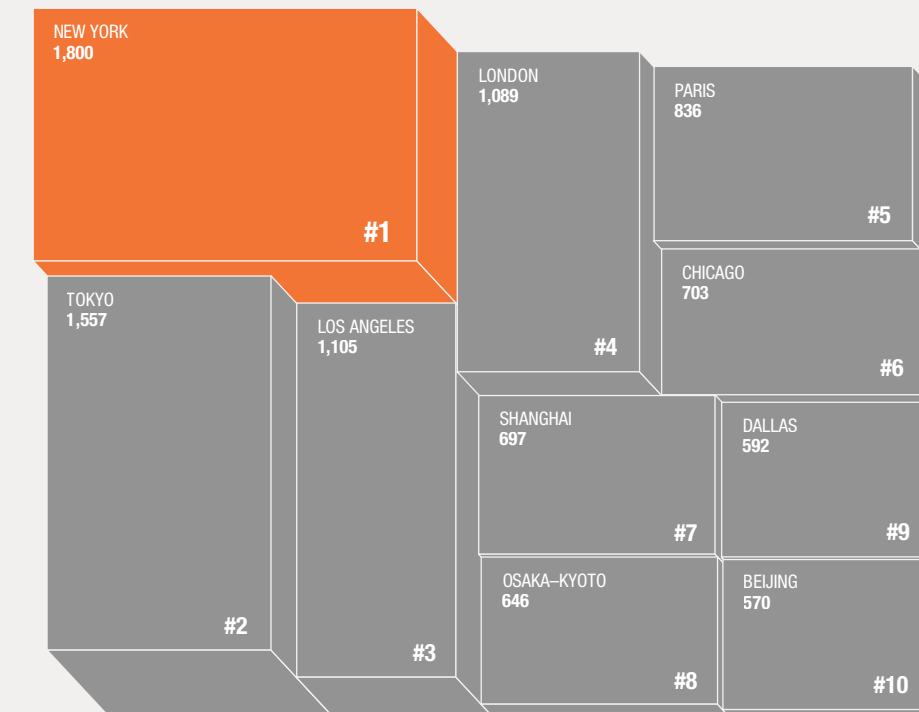 NEW YORK
1,800
#1
TOKYO
1,557
#2
LOS ANGELES
1,105
#3
LONDON
1,089
#4
PARIS
836
#5
CHICAGO
703
#6
SHANGHAI
697
#7
OSAKA–KYOTO
646
#8
DALLAS
592
#9
BEIJING
570
#10